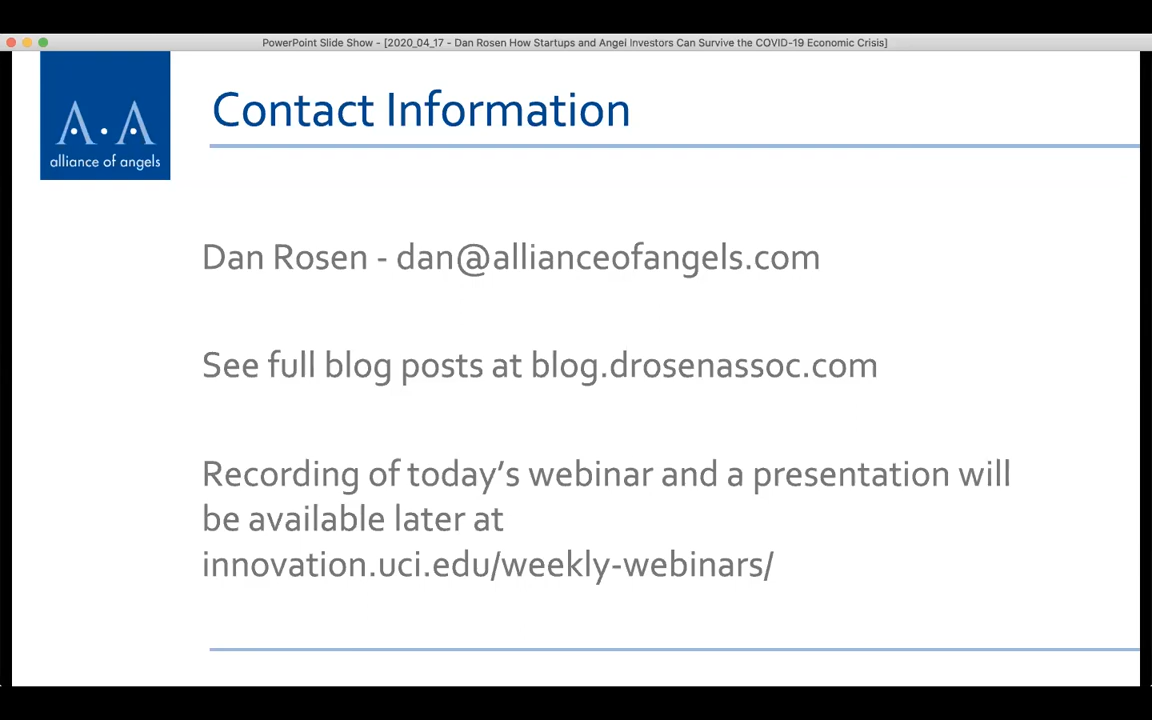 PowerPoint Slide Show - [2020_04_17 - Dan Rosen How Startups and Angel Investors Can Survive the COVID-19 Economic Crisis]
A·A
alliance of angels
Contact Information
Dan Rosen - dan@allianceofangels.com
See full blog posts at blog.drosenassoc.com
Recording of today’s webinar and a presentation will
be available later at
innovation.uci.edu/weekly-webinars/